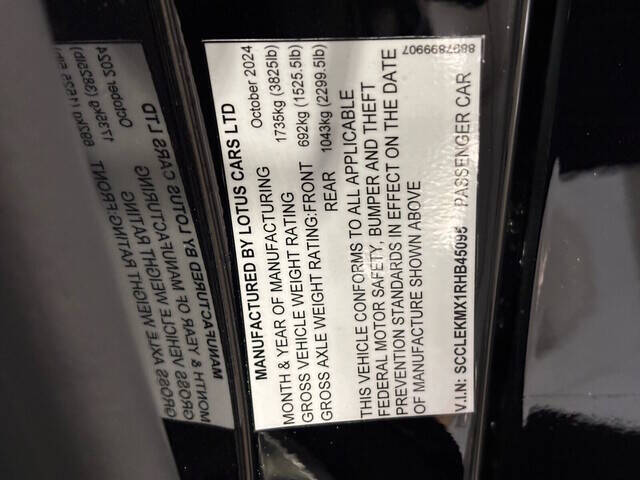 MANUFACTURED BY LOTUS CARS LTD
MONTH & YEAR OF MANUFACTURING October 2024
GROSS VEHICLE WEIGHT RATING 1735kg (3825lb)
GROSS AXLE WEIGHT RATING:FRONT 692kg (1525.5lb)
REAR 1043kg (2299.5lb)
THIS VEHICLE CONFORMS TO ALL APPLICABLE
FEDERAL MOTOR SAFETY, BUMPER AND THEFT
PREVENTION STANDARDS IN EFFECT ON THE DATE
OF MANUFACTURE SHOWN ABOVE
V.I.N: SCCLEKMX1RHB45095 PASSENGER CAR
8897899907